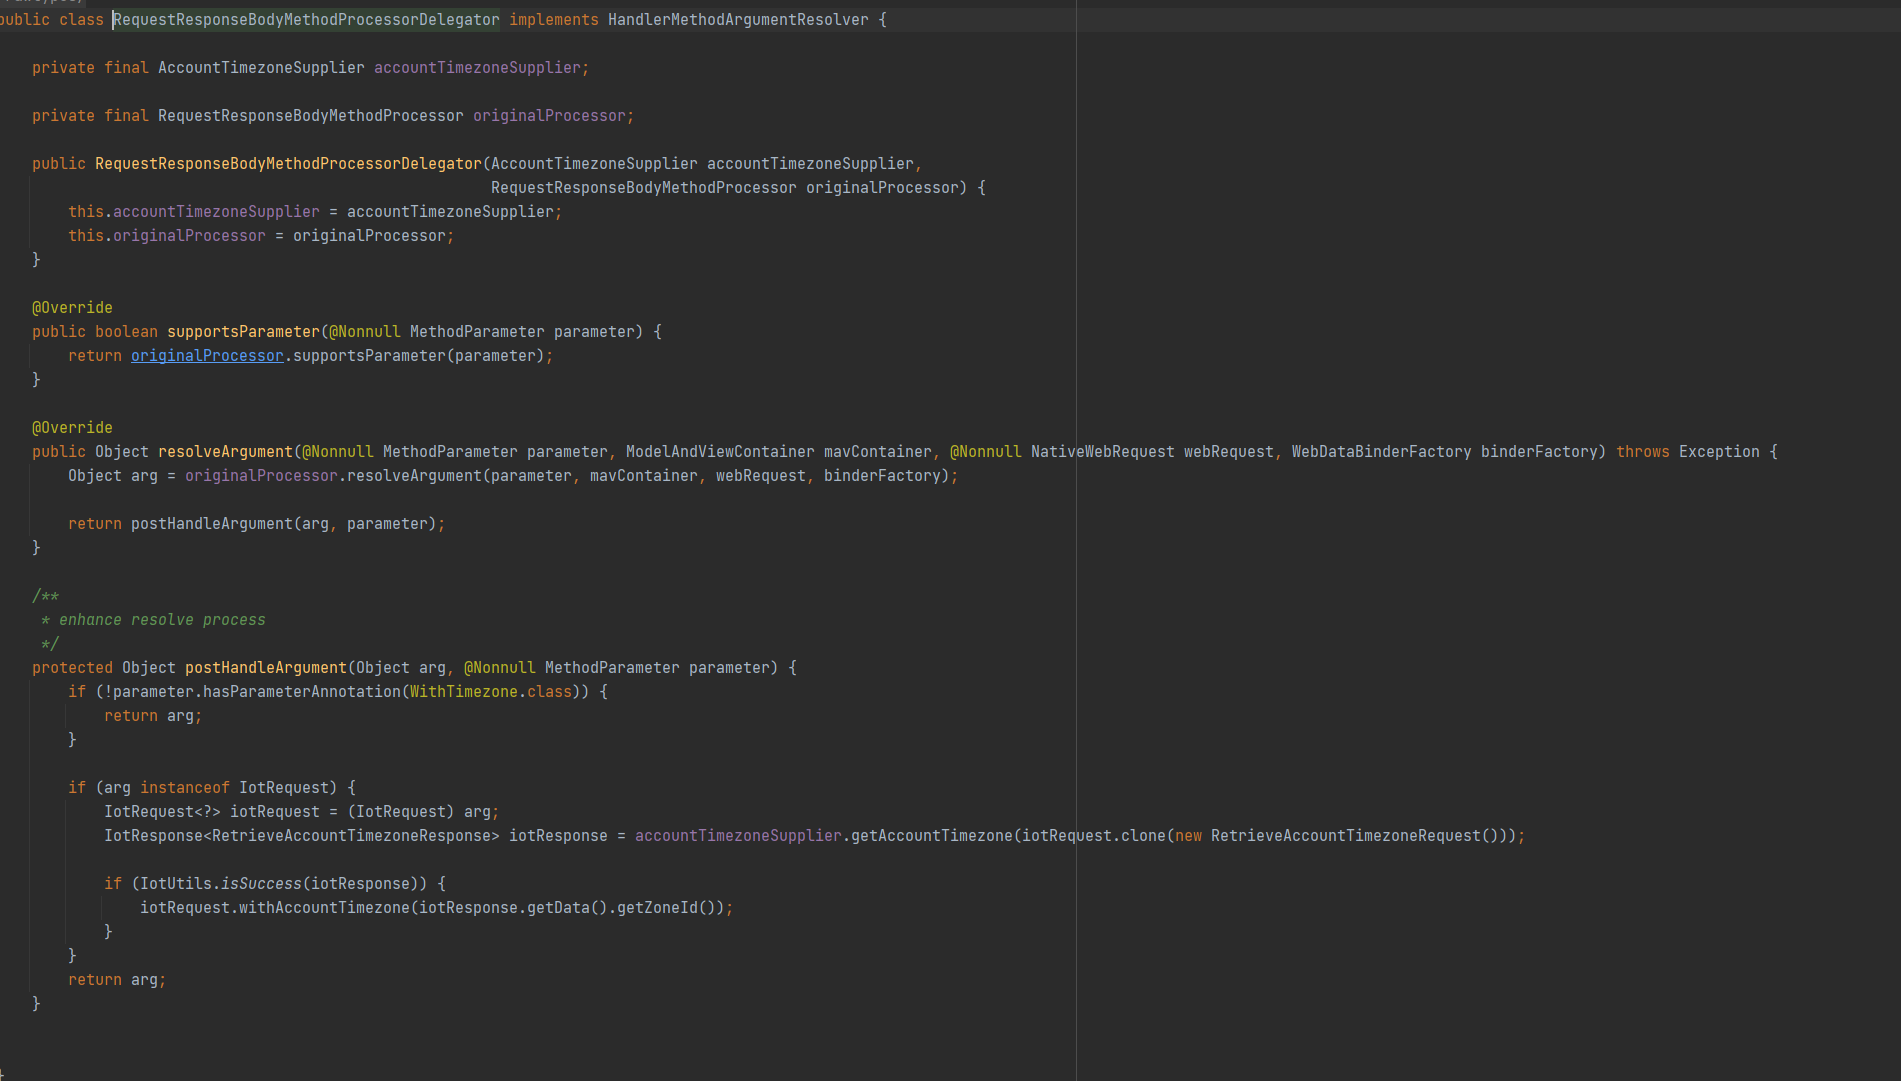 public class RequestResponseBodyMethodProcessorDelegator implements HandlerMethodArgumentResolver {
private final AccountTimezoneSupplier accountTimezoneSupplier;
private final RequestResponseBodyMethodProcessor originalProcessor;
public RequestResponseBodyMethodProcessorDelegator(AccountTimezoneSupplier accountTimezoneSupplier,
RequestResponseBodyMethodProcessor originalProcessor) {
this.accountTimezoneSupplier = accountTimezoneSupplier;
this.originalProcessor = originalProcessor;
}
@Override
public boolean supportsParameter(@Nonnull MethodParameter parameter) {
return originalProcessor.supportsParameter(parameter);
}
@Override
public Object resolveArgument(@Nonnull MethodParameter parameter, ModelAndViewContainer mavContainer, @Nonnull NativeWebRequest webRequest, WebDataBinderFactory binderFactory) throws Exception {
Object arg = originalProcessor.resolveArgument(parameter, mavContainer, webRequest, binderFactory);
return postHandleArgument(arg, parameter);
}
/**
* enhance resolve process
*/
protected Object postHandleArgument(Object arg, @Nonnull MethodParameter parameter) {
if (!parameter.hasParameterAnnotation(WithTimezone.class)) {
return arg;
}
if (arg instanceof IotRequest) {
IotRequest<?> iotRequest = (IotRequest) arg;
IotResponse<RetrieveAccountTimezoneResponse> iotResponse = accountTimezoneSupplier.getAccountTimezone(iotRequest.clone(new RetrieveAccountTimezoneRequest()));
if (IotUtils.isSuccess(iotResponse)) {
iotRequest.withAccountTimezone(iotResponse.getData().getZoneId());
}
}
return arg;
}
}